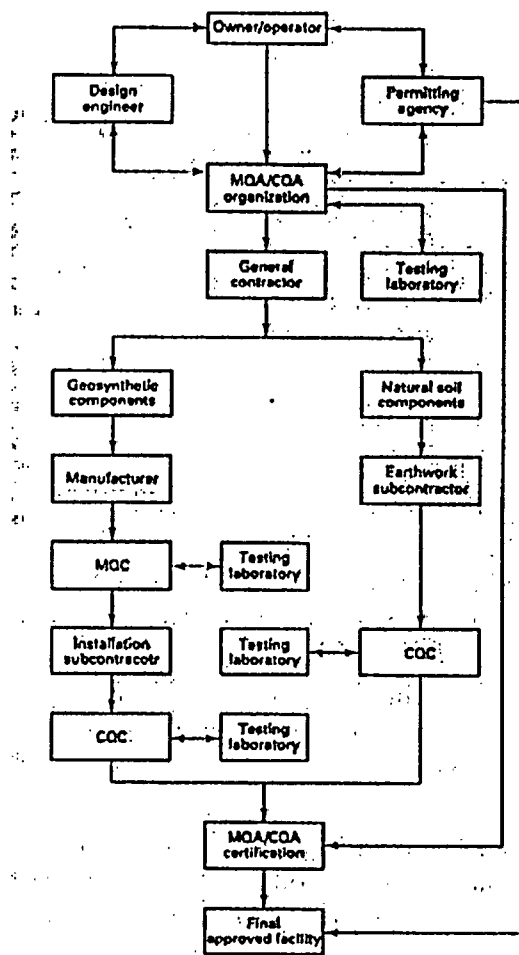 Owner/operator
Design
engineer
Permitting
agency
MQA/CQA
organization
General
contractor
Testing
laboratory
Geosynthetic
components
Natural soil
components
Manufacturer
Earthwork
subcontractor
MQC
Testing
laboratory
Installation
subcontracotr
Testing
laboratory
CQC
CQC
Testing
laboratory
MQA/CQA
certification
Final
approved facility